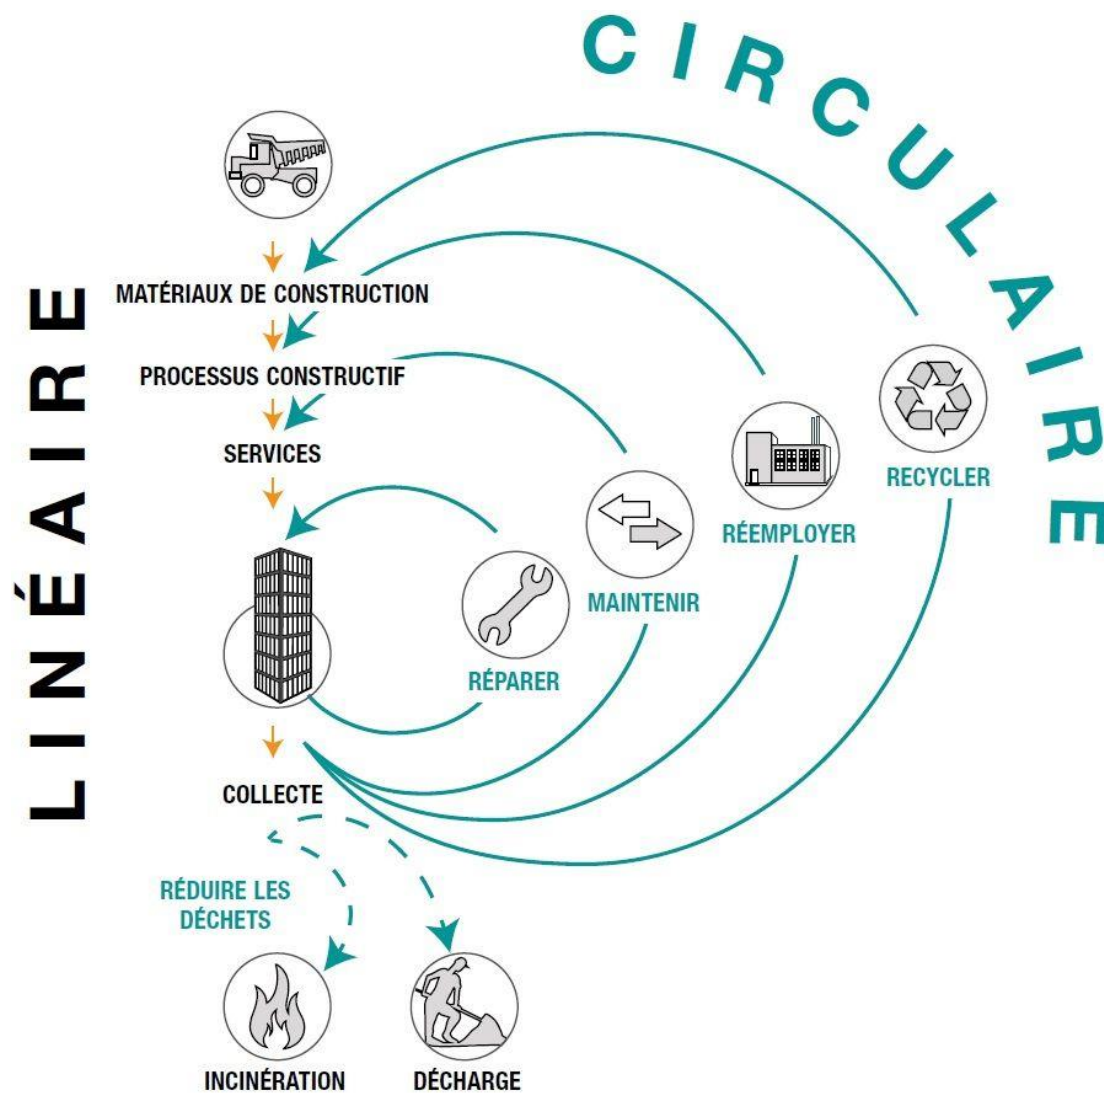 CIRCULAIRE
LINÉAIRE
MATÉRIAUX DE CONSTRUCTION
PROCESSUS CONSTRUCTIF
SERVICES
RECYCLER
RÉEMPLOYER
MAINTENIR
RÉPARER
COLLECTE
RÉDUIRE LES
DÉCHETS
INCINÉRATION
DÉCHARGE